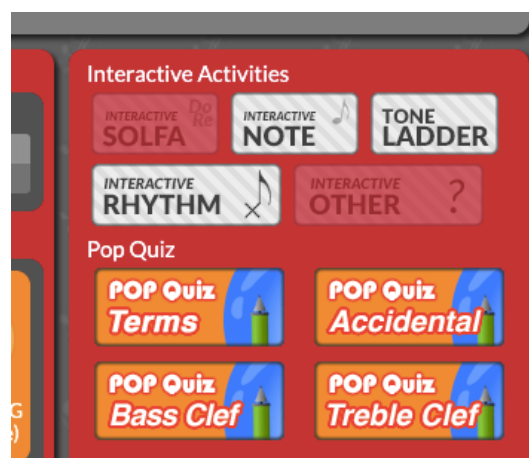 Interactive Activities
INTERACTIVE
SOLFA
Do
Re
INTERACTIVE
NOTE
TONE
LADDER
INTERACTIVE
RHYTHM
INTERACTIVE
OTHER ?
Pop Quiz
POP Quiz
Terms
POP Quiz
Accidental
POP Quiz
Bass Clef
POP Quiz
Treble Clef
G
)